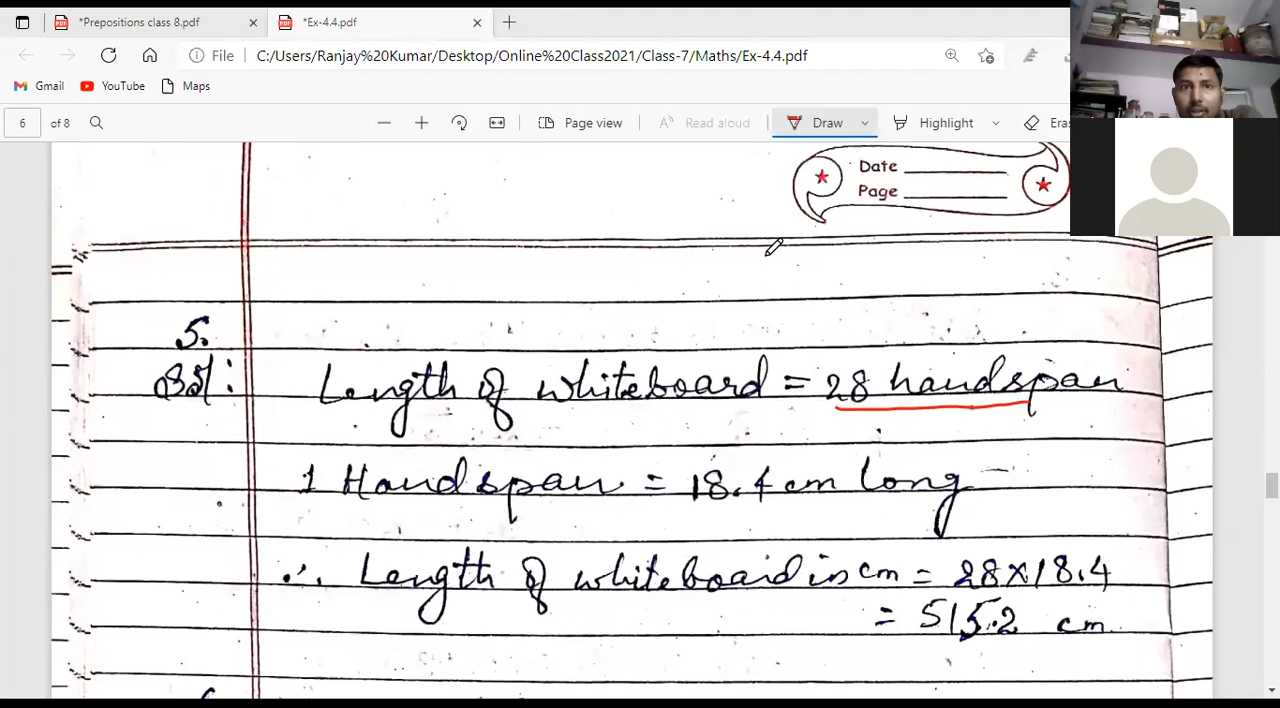 *Prepositions class 8.pdf
*Ex-4.4.pdf
File C:/Users/Ranjay%20Kumar/Desktop/Online%20Class2021/Class-7/Maths/Ex-4.4.pdf
Gmail YouTube Maps
6 of 8 Page view Read aloud Draw Highlight Eras
Date
Page
5.
Length of whiteboard = 28 handspan
1 Handspan = 18.4 cm long
∴ Length of whiteboard in cm = 28×18.4
= 515.2 cm